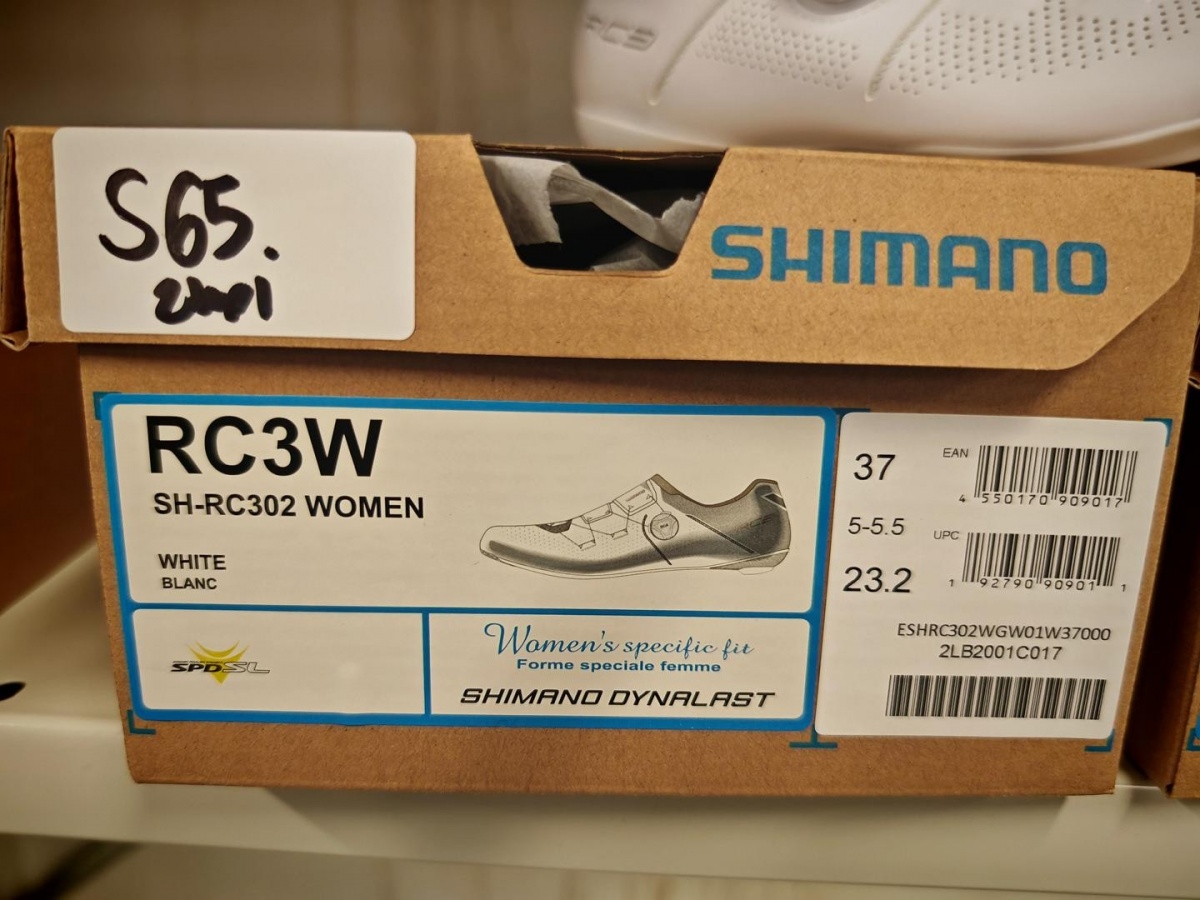 RC3
S65.
SHIMANO
RC3W
SH-RC302 WOMEN
WHITE
BLANC
SPD-SL
Women's specific fit
Forme speciale femme
SHIMANO DYNALAST
37
EAN
4 550170 909017
5-5.5
UPC
23.2
1 92790 90901 1
ESHRC302WGW01W37000
2LB2001C017